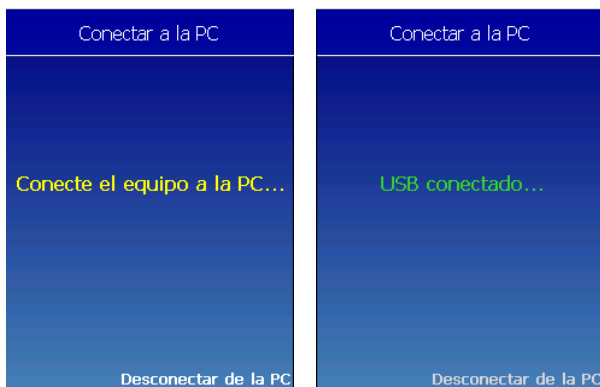 Conectar a la PC
Conecte el equipo a la PC...
Desconectar de la PC
Conectar a la PC
USB conectado...
Desconectar de la PC